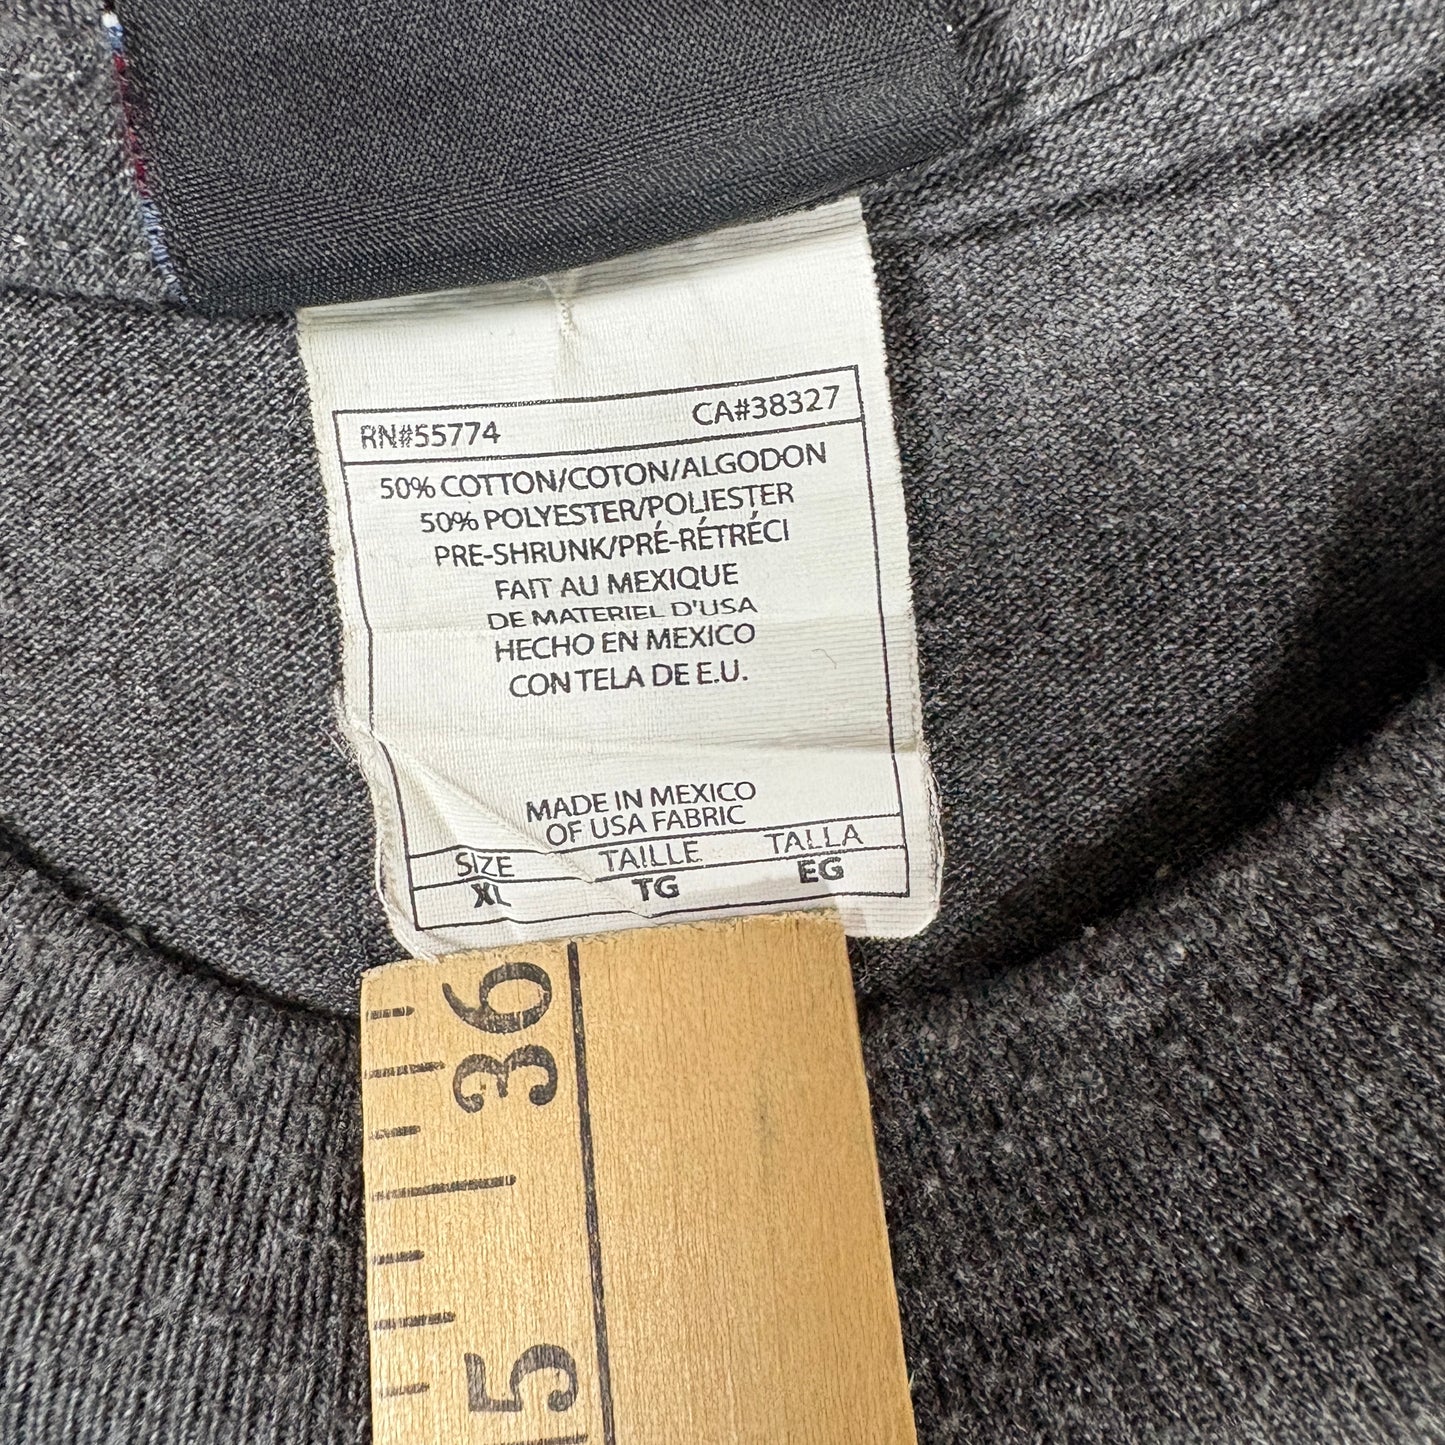 RN#55774 CA#38327
50% COTTON/COTON/ALGODON
50% POLYESTER/POLIESTER
PRE-SHRUNK/PRÉ-RÉTRÉCI
FAIT AU MEXIQUE
DE MATERIEL D'USA
HECHO EN MEXICO
CON TELA DE E.U.
MADE IN MEXICO
OF USA FABRIC
SIZE TAILLE TALLA
XL TG EG
36
5